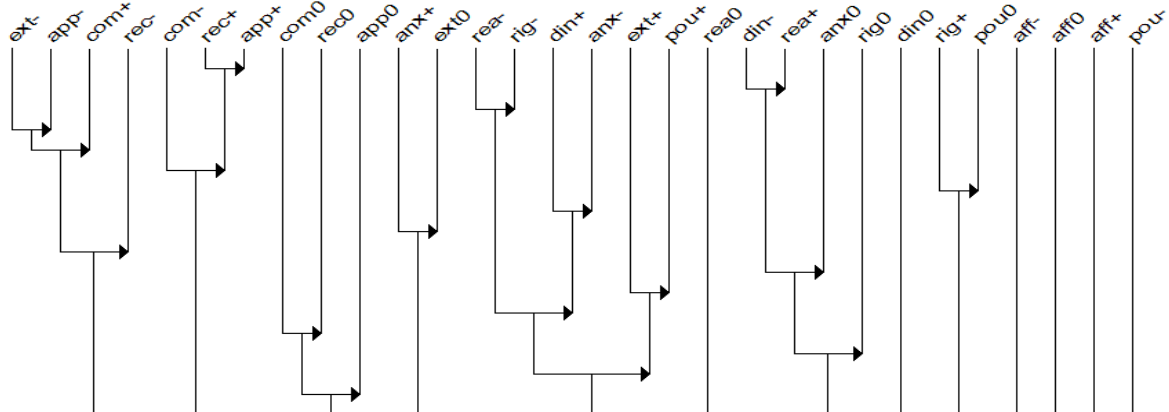 ext- app- com+ rec- com- rec+ app+ com0 rec0 app0 anx+ ext0 rea- rig- din+ anx- ext+ pou+ rea0 din- rea+ anx0 rig0 din0 rig+ pou0 aff- aff0 aff+ pou-